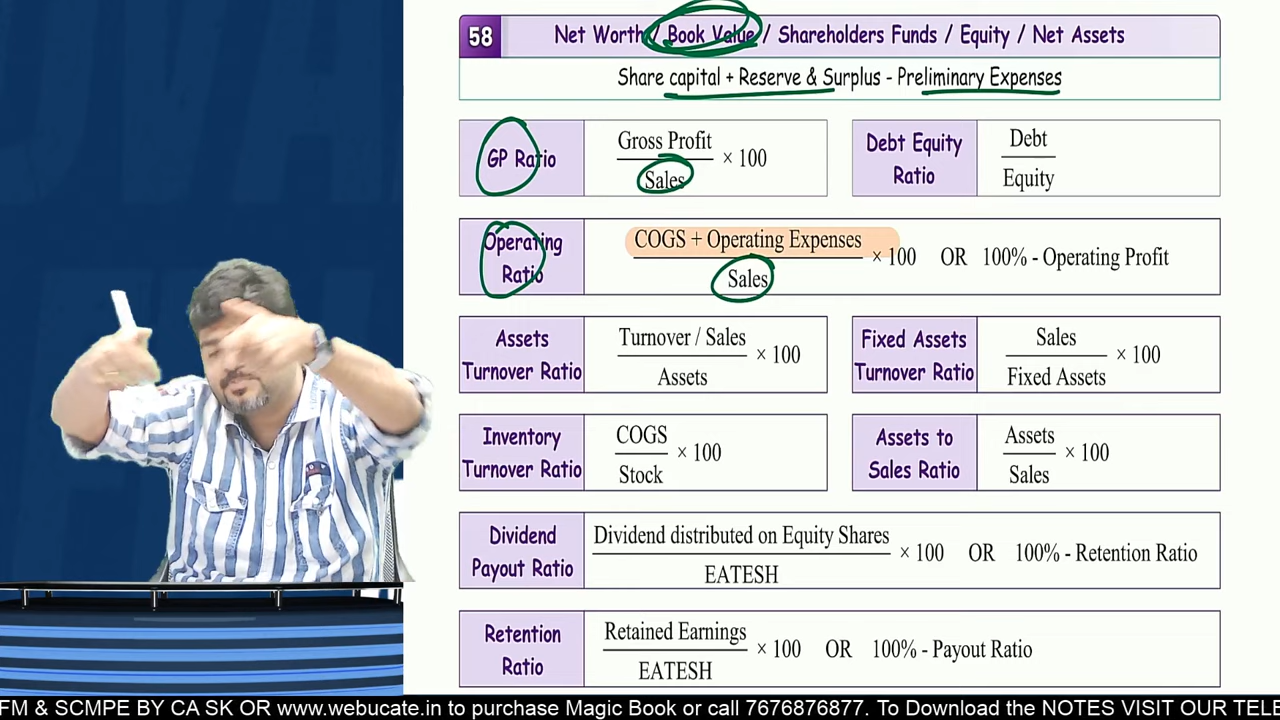 58 Net Worth / Book Value / Shareholders Funds / Equity / Net Assets
Share capital + Reserve & Surplus - Preliminary Expenses
GP Ratio
Gross Profit
Sales
× 100
Debt Equity
Ratio
Debt
Equity
Operating
Ratio
COGS + Operating Expenses
Sales
× 100 OR 100% - Operating Profit
Assets
Turnover Ratio
Turnover / Sales
Assets
× 100
Fixed Assets
Turnover Ratio
Sales
Fixed Assets
× 100
Inventory
Turnover Ratio
COGS
Stock
× 100
Assets to
Sales Ratio
Assets
Sales
× 100
Dividend
Payout Ratio
Dividend distributed on Equity Shares
EATESH
× 100 OR 100% - Retention Ratio
Retention
Ratio
Retained Earnings
EATESH
× 100 OR 100% - Payout Ratio
FM & SCMPE BY CA SK OR www.webucate.in to purchase Magic Book or call 7676876877. To Download the NOTES VISIT OUR TELE